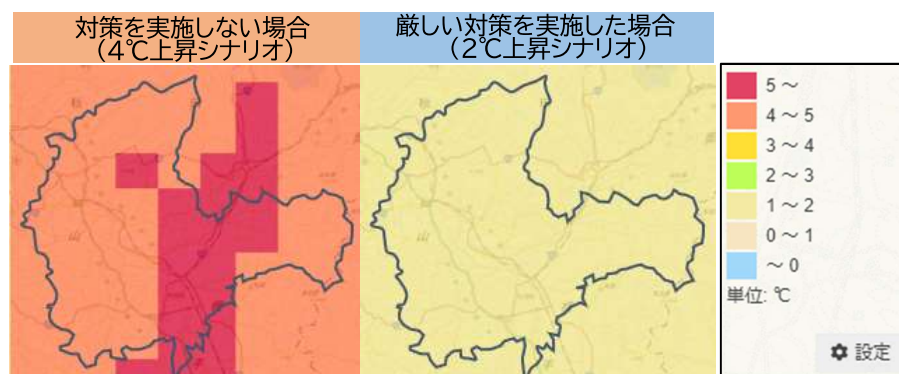 対策を実施しない場合
（4℃上昇シナリオ）
厳しい対策を実施した場合
（2℃上昇シナリオ）
5～
4～5
3～4
2～3
1～2
0～1
～0
単位: ℃
設定